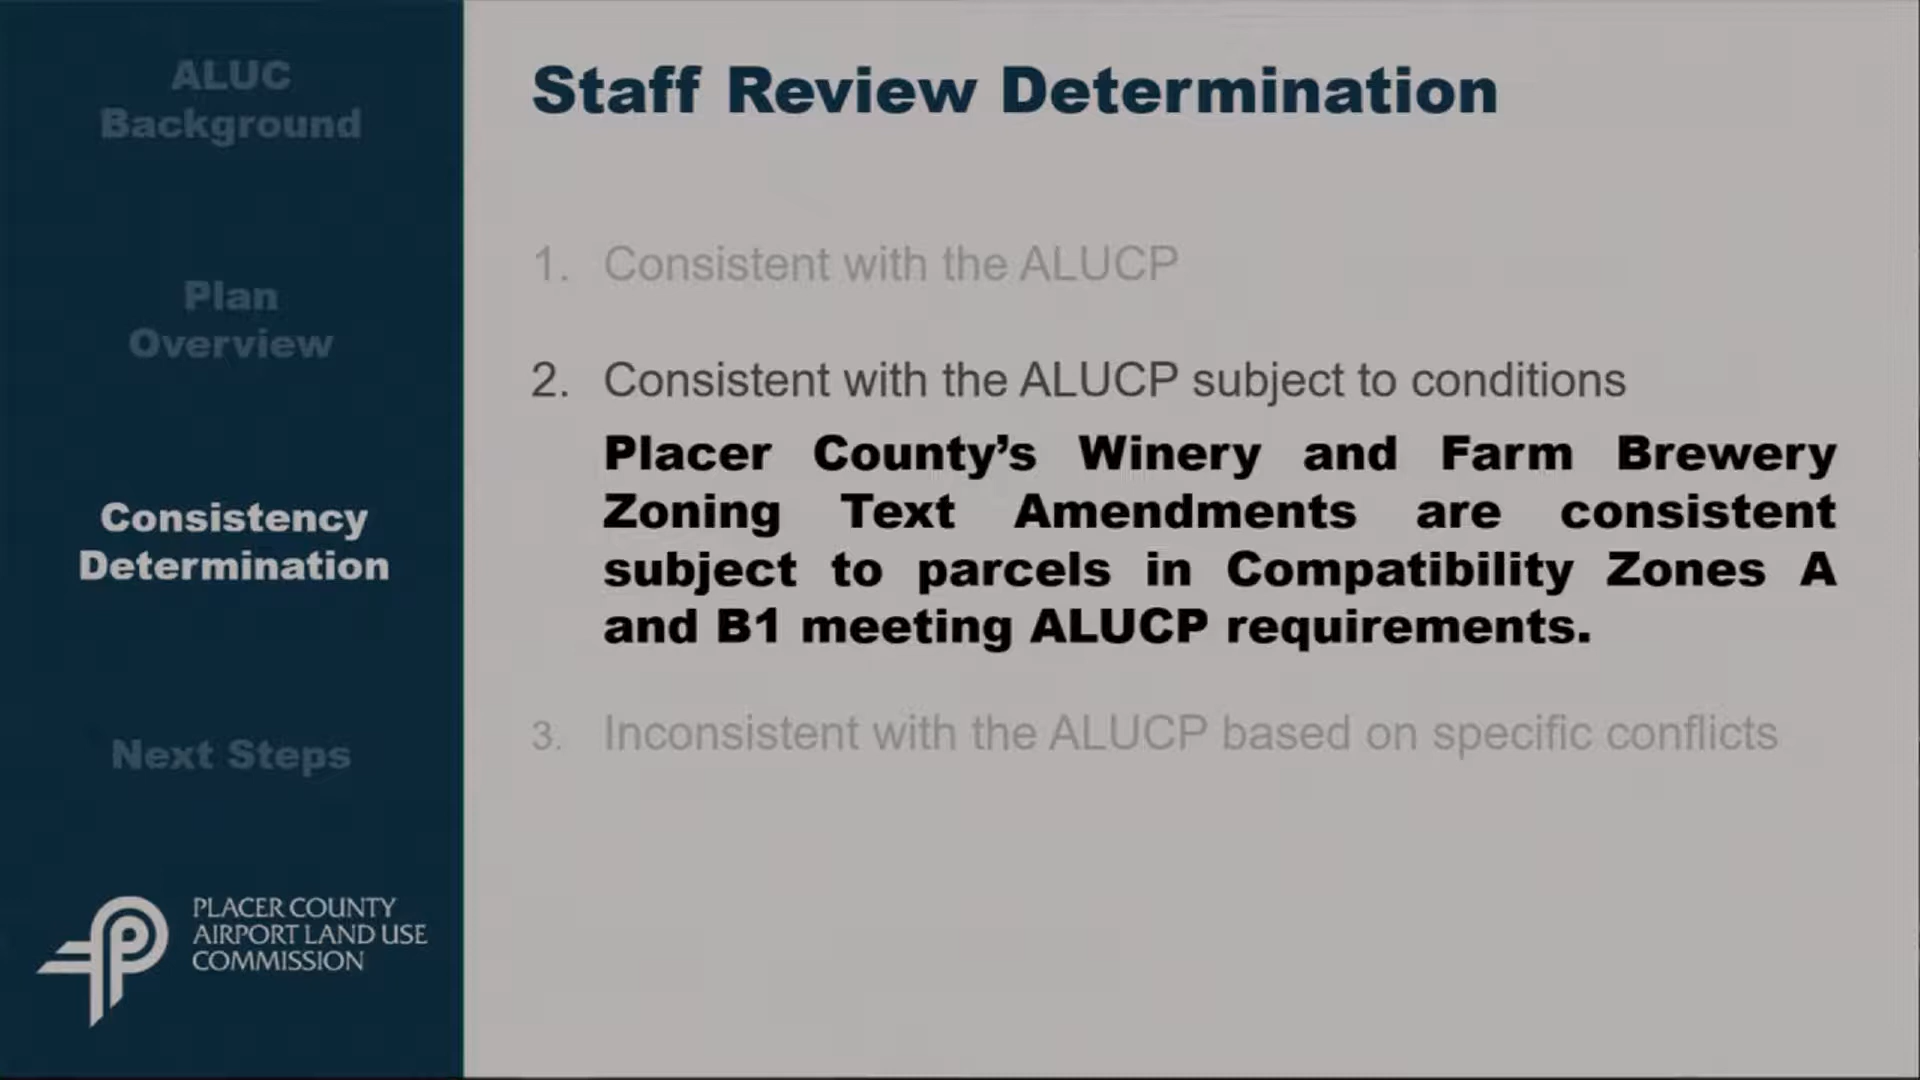 ALUC
Background
Plan
Overview
Consistency
Determination
Next Steps
PLACER COUNTY
AIRPORT LAND USE
COMMISSION
Staff Review Determination
1. Consistent with the ALUCP
2. Consistent with the ALUCP subject to conditions
Placer County’s Winery and Farm Brewery
Zoning Text Amendments are consistent
subject to parcels in Compatibility Zones A
and B1 meeting ALUCP requirements.
3. Inconsistent with the ALUCP based on specific conflicts